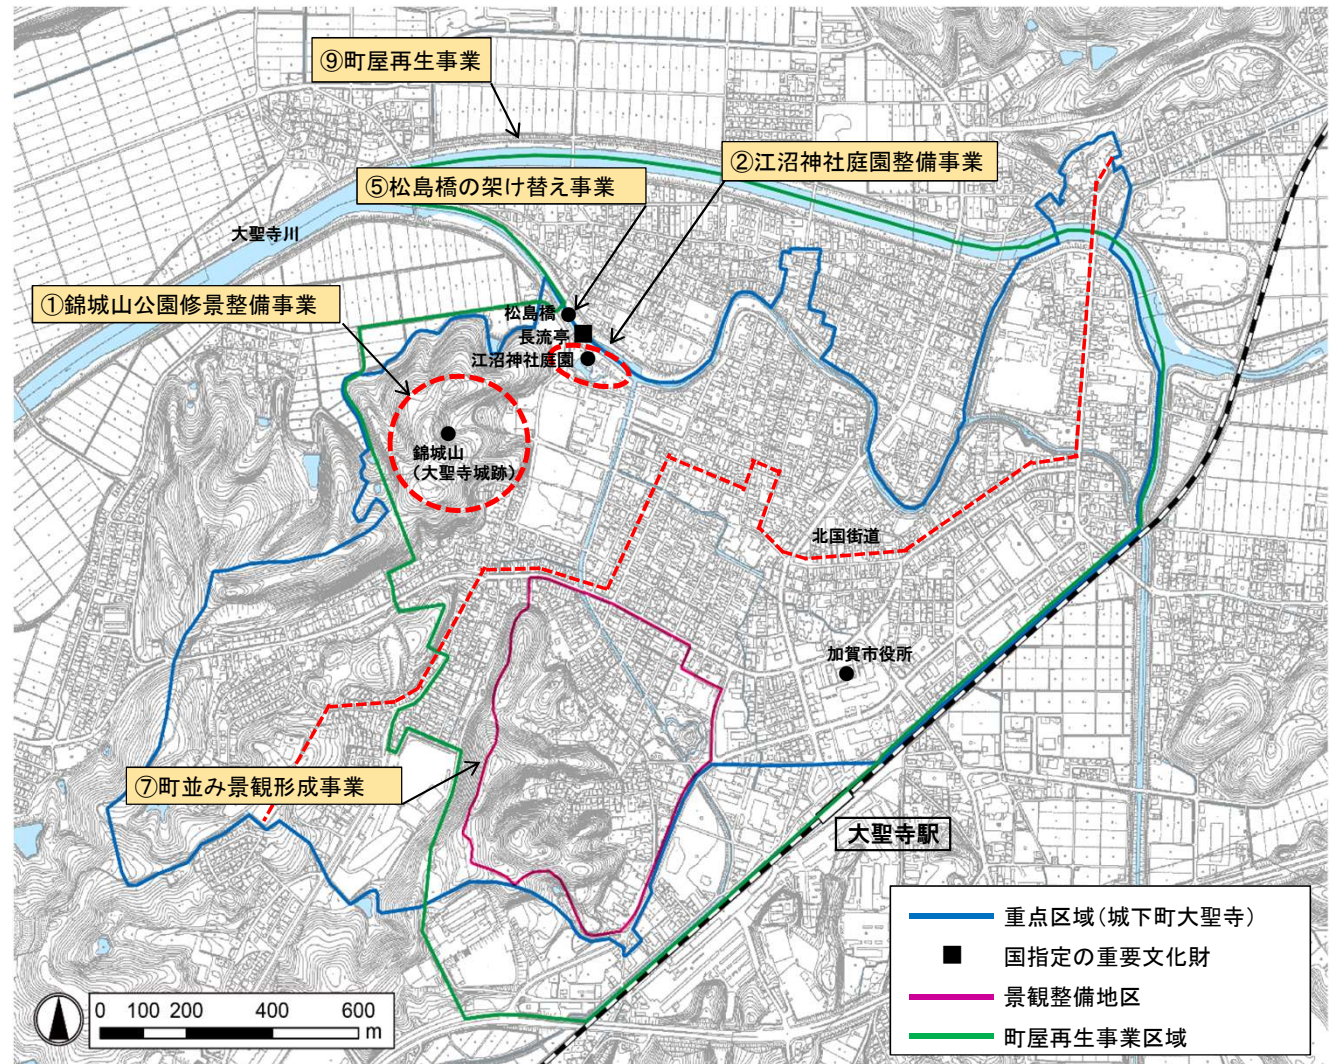 ⑨町屋再生事業
②江沼神社庭園整備事業
⑤松島橋の架け替え事業
大聖寺川
①錦城山公園修景整備事業
松島橋
長流亭
江沼神社庭園
錦城山
（大聖寺城跡）
北国街道
加賀市役所
⑦町並み景観形成事業
大聖寺駅
重点区域（城下町大聖寺）
国指定の重要文化財
景観整備地区
町屋再生事業区域
0 100 200 400 600
m